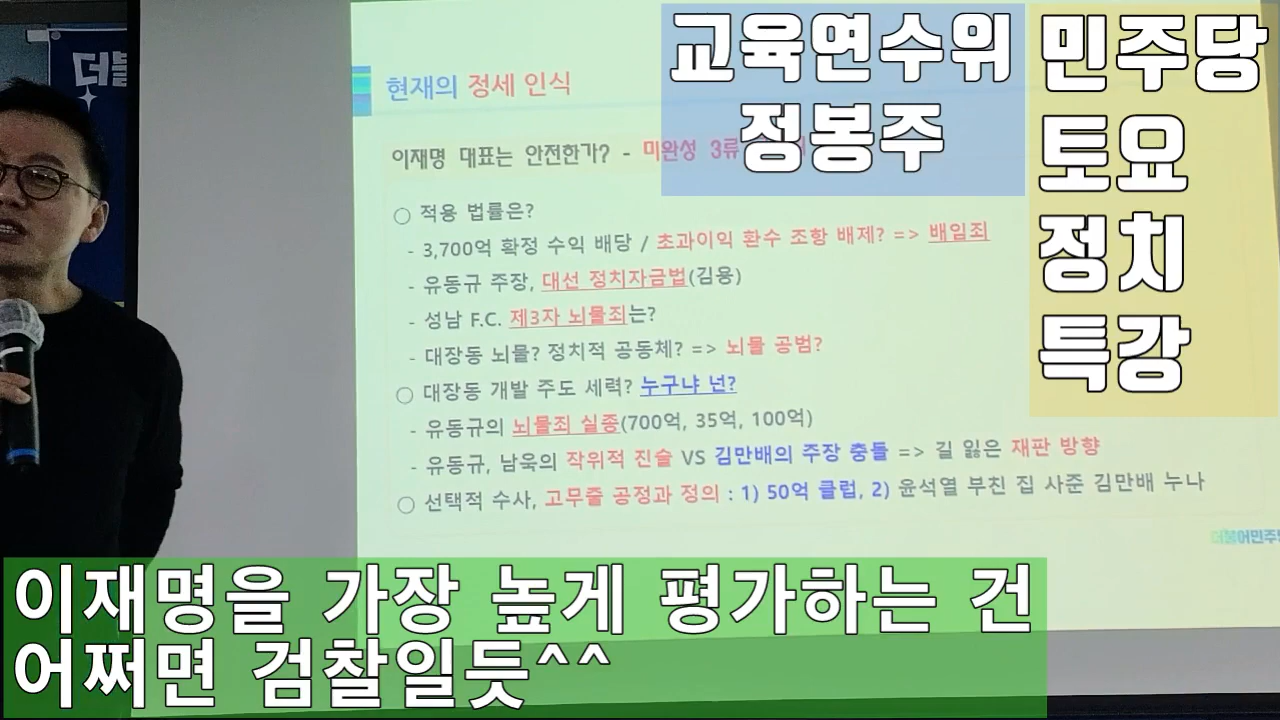 교육연수위
정봉주
민주당
토요
정치
특강
더불
현재의 정세 인식
이재명 대표는 안전한가? - 미완성 3류
○ 적용 법률은?
- 3,700억 확정 수익 배당 / 초과이익 환수 조항 배제? => 배임죄
- 유동규 주장, 대선 정치자금법(김용)
- 성남 F.C. 제3자 뇌물죄는?
- 대장동 뇌물? 정치적 공동체? => 뇌물 공범?
○ 대장동 개발 주도 세력? 누구냐 넌?
- 유동규의 뇌물죄 실종(700억, 35억, 100억)
- 유동규, 남욱의 작위적 진술 VS 김만배의 주장 충돌 => 길 잃은 재판 방향
○ 선택적 수사, 고무줄 공정과 정의 : 1) 50억 클럽, 2) 윤석열 부친 집 사준 김만배 누나
더불어민주당
이재명을 가장 높게 평가하는 건
어쩌면 검찰일듯^^